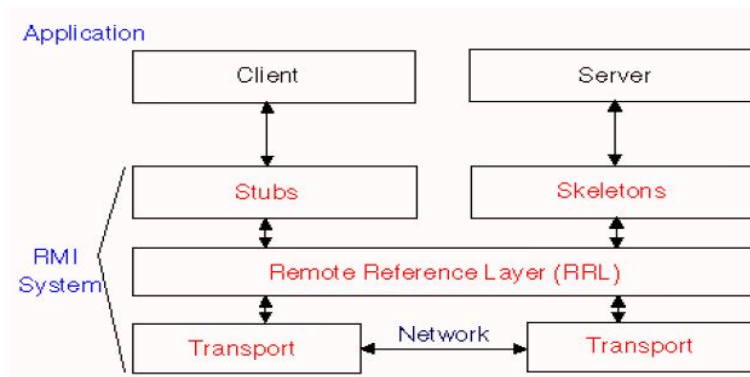 Application
Client
Server
Stubs
Skeletons
RMI
System
Remote Reference Layer (RRL)
Network
Transport
Transport